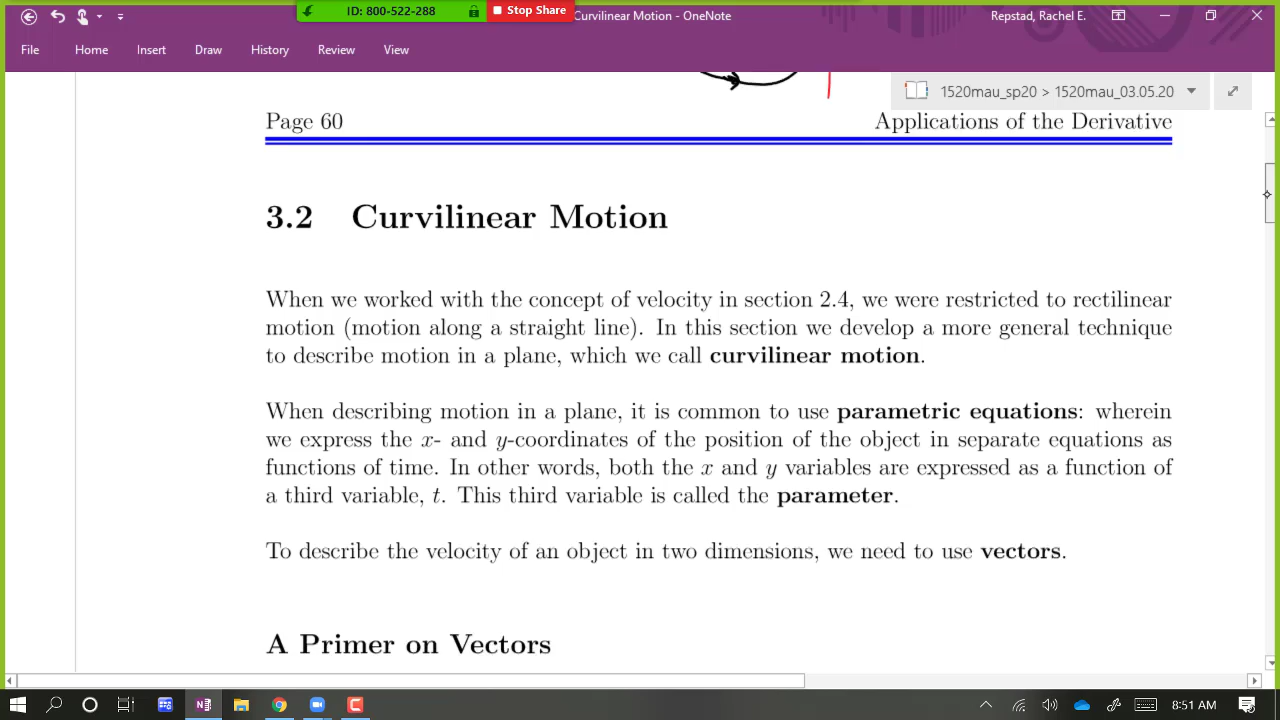 ID: 800-522-288
Stop Share
Curvilinear Motion - OneNote
Repstad, Rachel E.
File Home Insert Draw History Review View
1520mau_sp20 > 1520mau_03.05.20
Page 60 Applications of the Derivative
3.2 Curvilinear Motion
When we worked with the concept of velocity in section 2.4, we were restricted to rectilinear
motion (motion along a straight line). In this section we develop a more general technique
to describe motion in a plane, which we call curvilinear motion.
When describing motion in a plane, it is common to use parametric equations: wherein
we express the x- and y-coordinates of the position of the object in separate equations as
functions of time. In other words, both the x and y variables are expressed as a function of
a third variable, t. This third variable is called the parameter.
To describe the velocity of an object in two dimensions, we need to use vectors.
A Primer on Vectors
8:51 AM